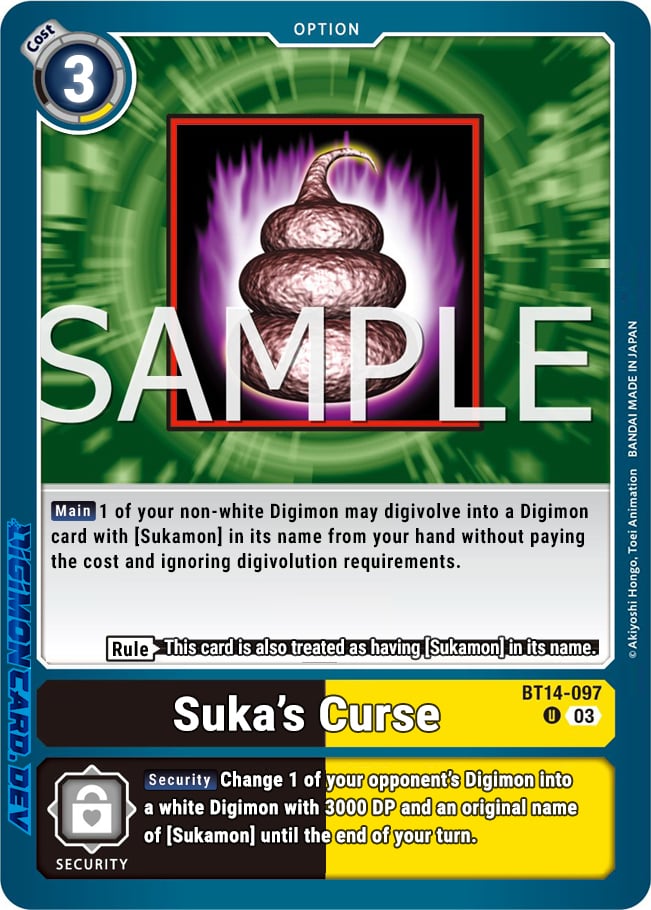 OPTION
Cost
3
SAMPLE
Main 1 of your non-white Digimon may digivolve into a Digimon
card with [Sukamon] in its name from your hand without paying
the cost and ignoring digivolution requirements.
Rule This card is also treated as having [Sukamon] in its name.
©Akiyoshi Hongo, Toei Animation BANDAI MADE IN JAPAN
DIGIMONCARD.DEV
BT14-097
Suka's Curse
U 03
Security Change 1 of your opponent's Digimon into
a white Digimon with 3000 DP and an original name
of [Sukamon] until the end of your turn.
SECURITY